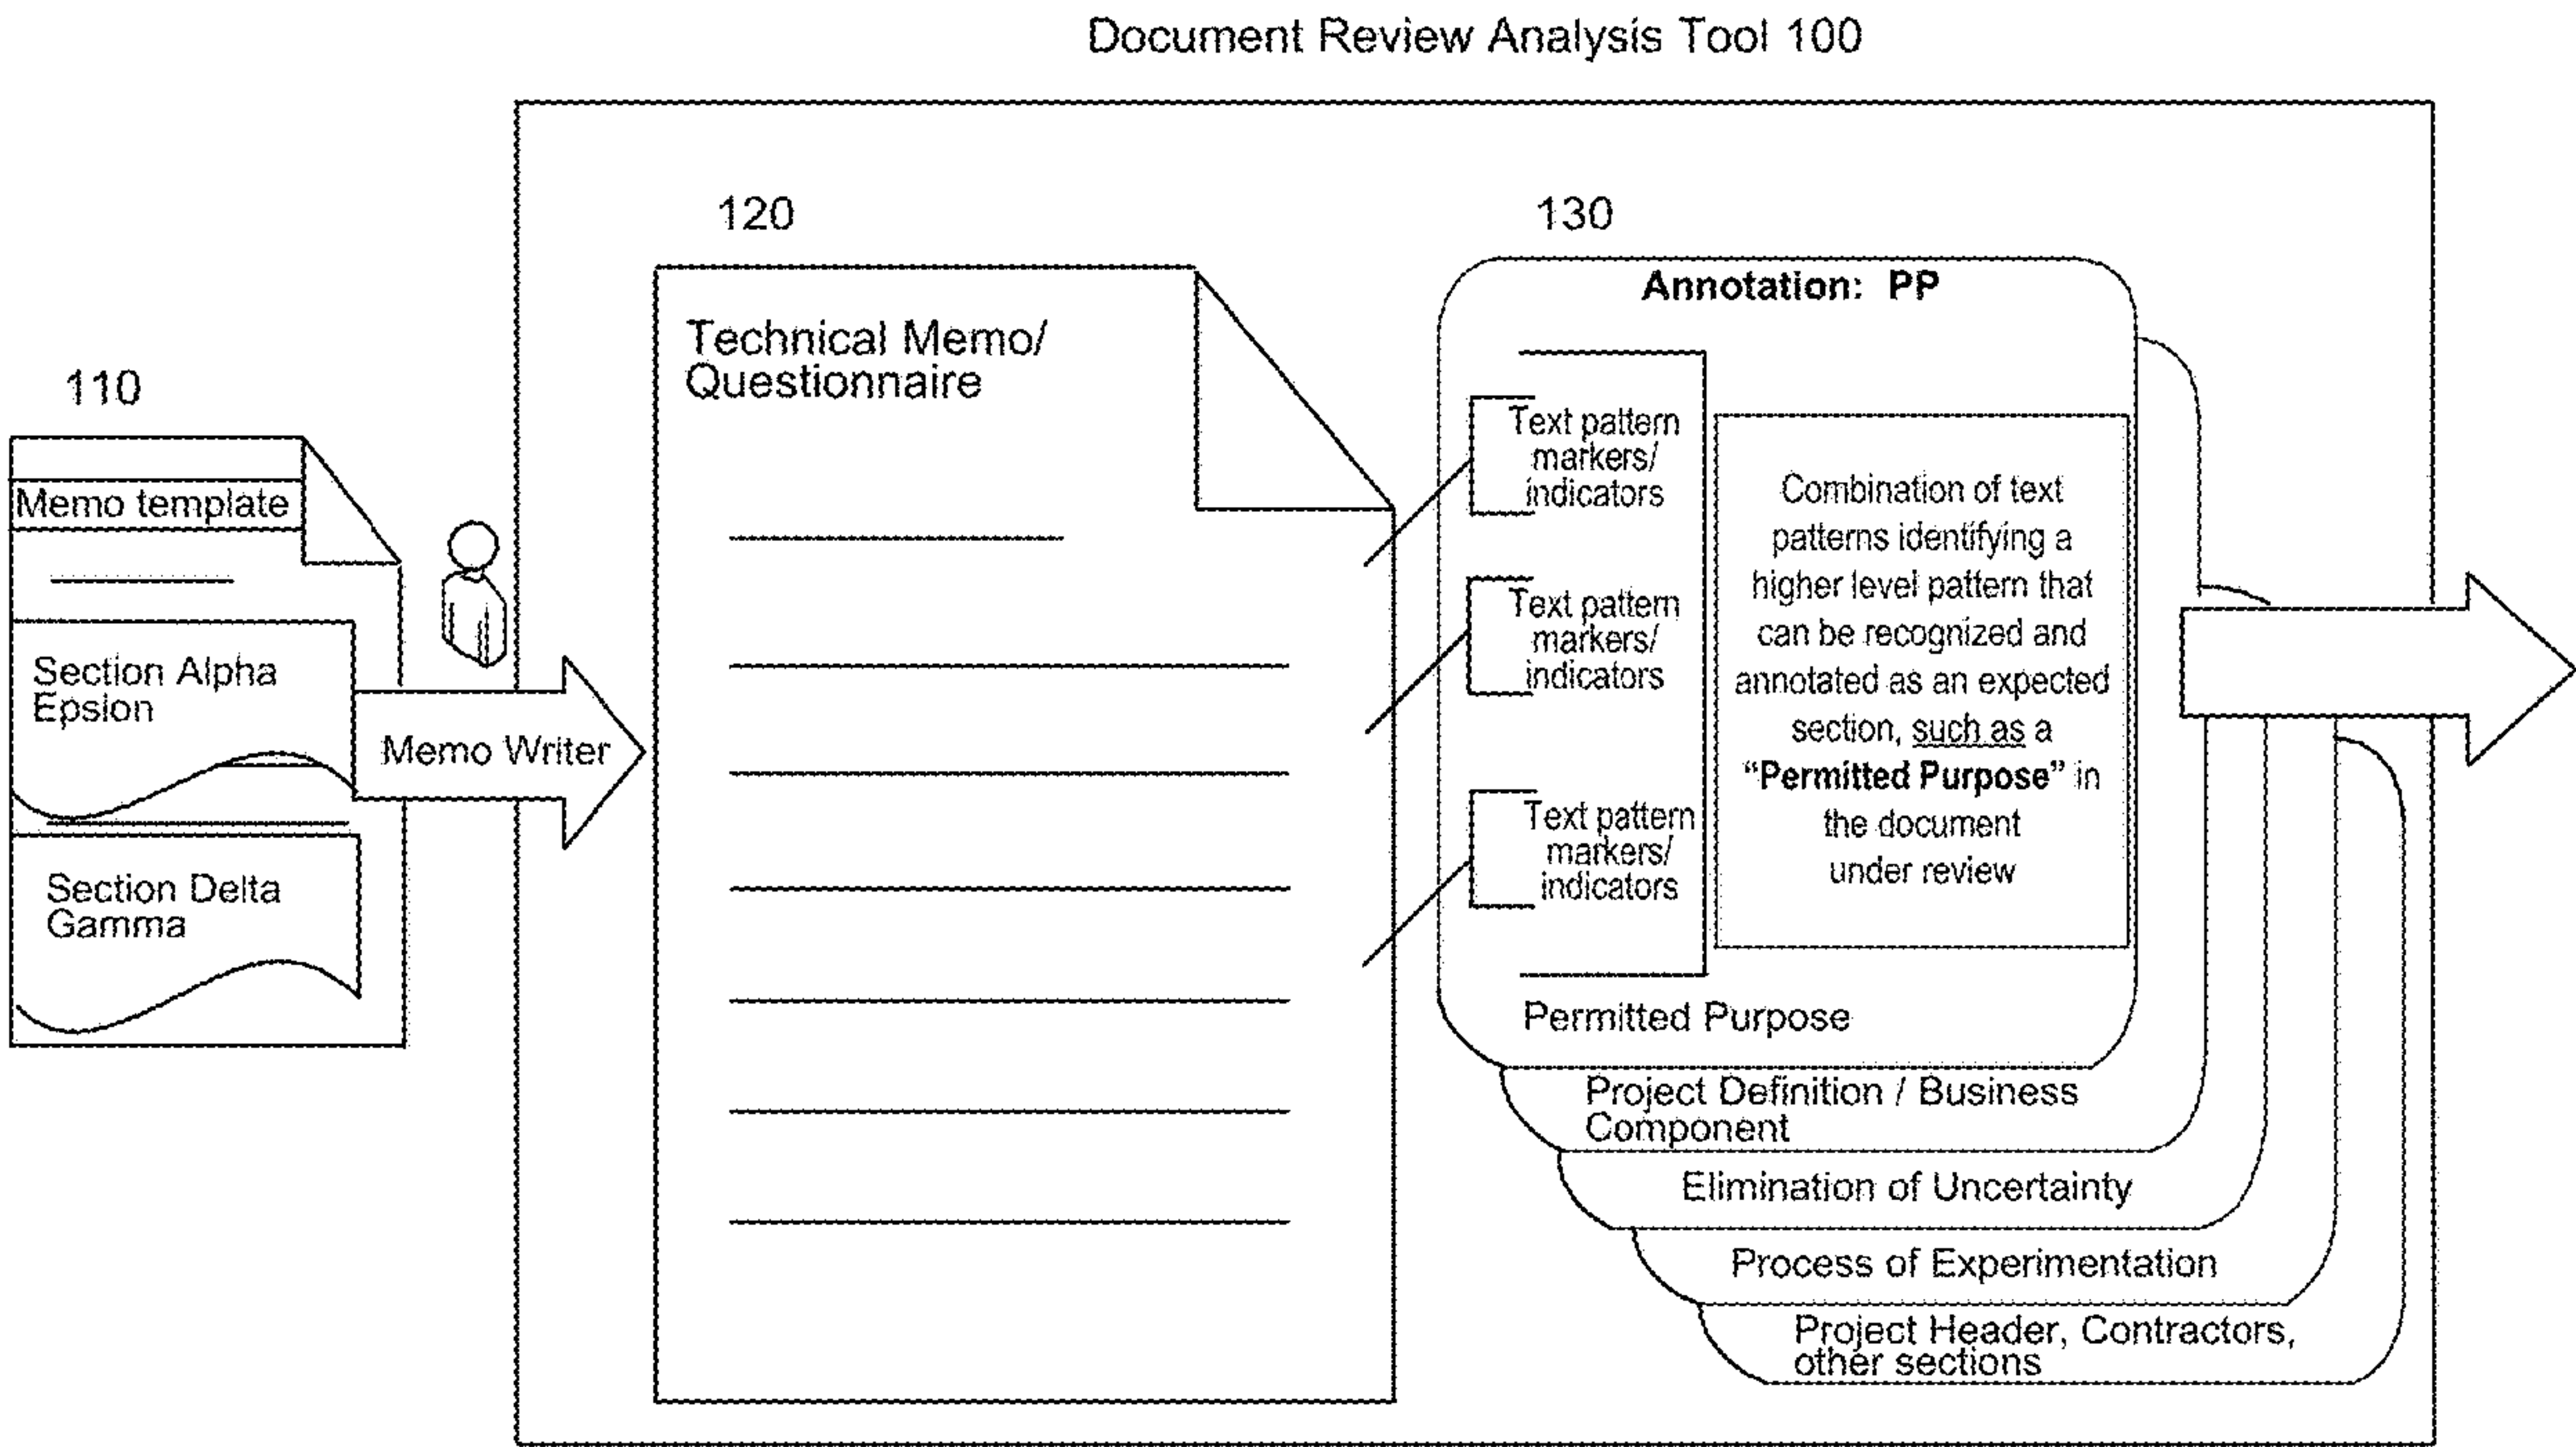 Document Review Analysis Tool 100
110
Memo template
Section Alpha
Epsion
Section Delta
Gamma
Memo Writer
120
Technical Memo/
Questionnaire
130
Annotation: PP
Text pattern
markers/
indicators
Text pattern
markers/
indicators
Text pattern
markers/
indicators
Combination of text
patterns identifying a
higher level pattern that
can be recognized and
annotated as an expected
section, such as a
“Permitted Purpose” in
the document
under review
Permitted Purpose
Project Definition / Business
Component
Elimination of Uncertainty
Process of Experimentation
Project Header, Contractors,
other sections